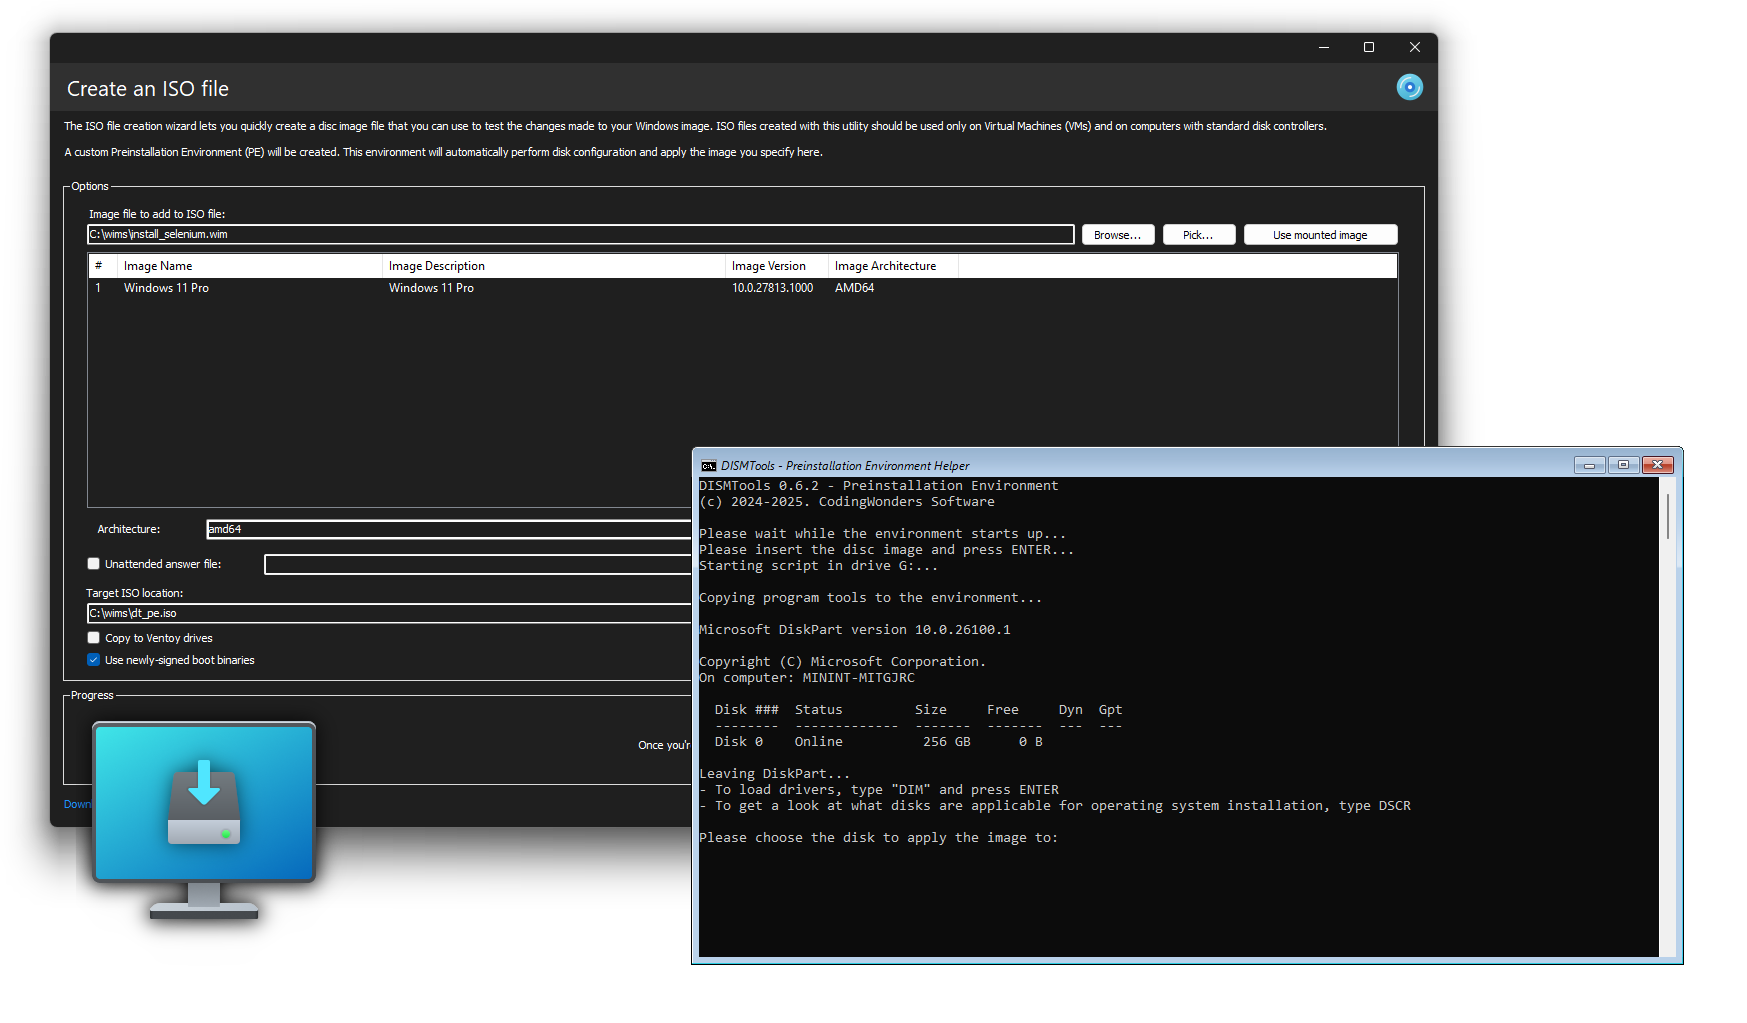 Create an ISO file
The ISO file creation wizard lets you quickly create a disc image file that you can use to test the changes made to your Windows image. ISO files created with this utility should be used only on Virtual Machines (VMs) and on computers with standard disk controllers.
A custom Preinstallation Environment (PE) will be created. This environment will automatically perform disk configuration and apply the image you specify here.
Options
Image file to add to ISO file:
C:\wims\install_selenium.wim Browse... Pick... Use mounted image
# Image Name Image Description Image Version Image Architecture
1 Windows 11 Pro Windows 11 Pro 10.0.27813.1000 AMD64
Architecture: amd64
Unattended answer file:
Target ISO location:
C:\wims\dt_pe.iso
Copy to Ventoy drives
Use newly-signed boot binaries
Progress
Once you'r
Down
C:\. DISMTools - Preinstallation Environment Helper
DISMTools 0.6.2 - Preinstallation Environment
(c) 2024-2025. CodingWonders Software
Please wait while the environment starts up...
Please insert the disc image and press ENTER...
Starting script in drive G:...
Copying program tools to the environment...
Microsoft DiskPart version 10.0.26100.1
Copyright (C) Microsoft Corporation.
On computer: MININT-MITGJRC
Disk ### Status Size Free Dyn Gpt
-------- ------------- ------- ------- --- ---
Disk 0 Online 256 GB 0 B
Leaving DiskPart...
- To load drivers, type "DIM" and press ENTER
- To get a look at what disks are applicable for operating system installation, type DSCR
Please choose the disk to apply the image to: